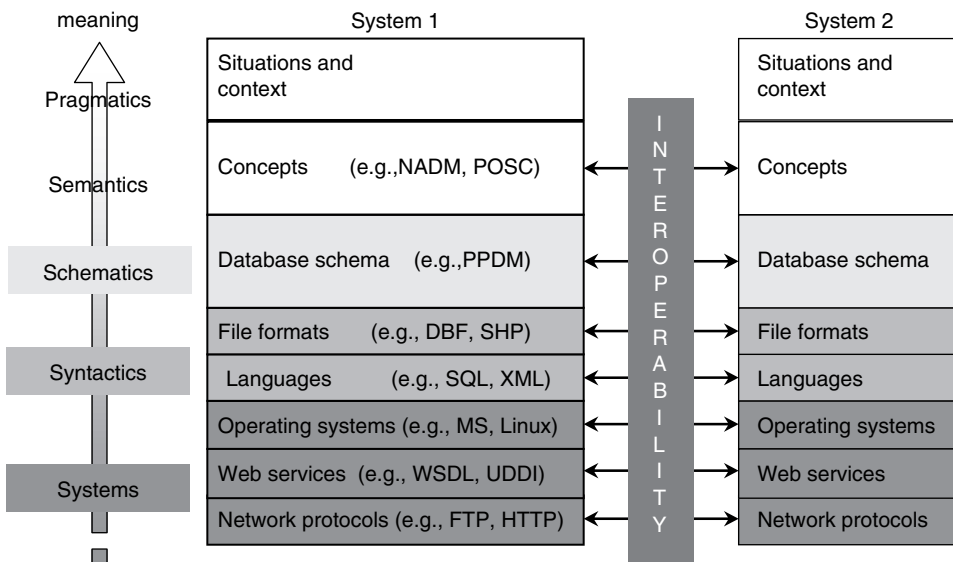 meaning
System 1
System 2
Pragmatics
Situations and
context
Situations and
context
INTEROPERABILITY
Semantics
Concepts (e.g.,NADM, POSC)
Concepts
Schematics
Database schema (e.g.,PPDM)
Database schema
File formats (e.g., DBF, SHP)
File formats
Syntactics
Languages (e.g., SQL, XML)
Languages
Operating systems (e.g., MS, Linux)
Operating systems
Systems
Web services (e.g., WSDL, UDDI)
Web services
Network protocols (e.g., FTP, HTTP)
Network protocols